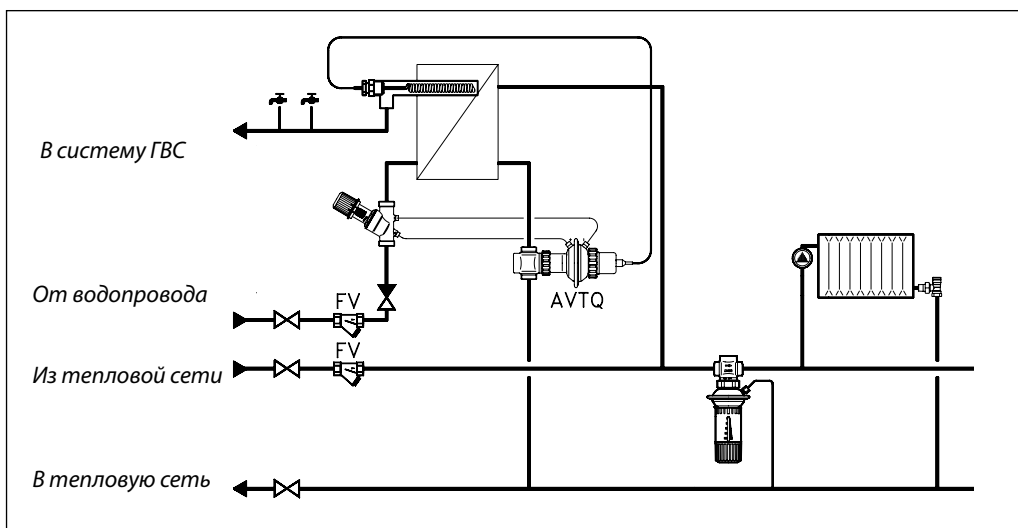 В систему ГВС
От водопровода
FV
AVTQ
FV
Из тепловой сети
В тепловую сеть